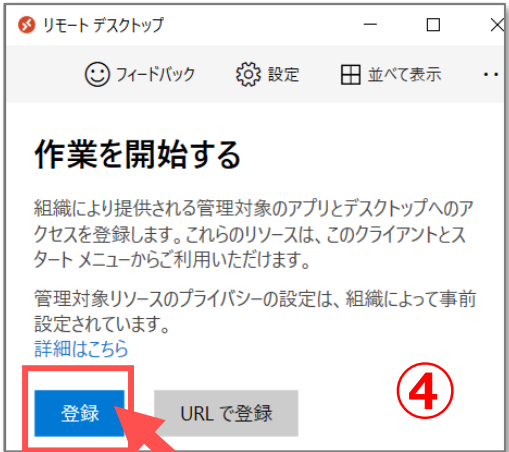 リモート デスクトップ
フィードバック 設定 並べて表示 ··
作業を開始する
組織により提供される管理対象のアプリとデスクトップへのア
クセスを登録します。これらのリソースは、このクライアントとス
タート メニューからご利用いただけます。
管理対象リソースのプライバシーの設定は、組織によって事前
設定されています。
詳細はこちら
登録 URL で登録
④